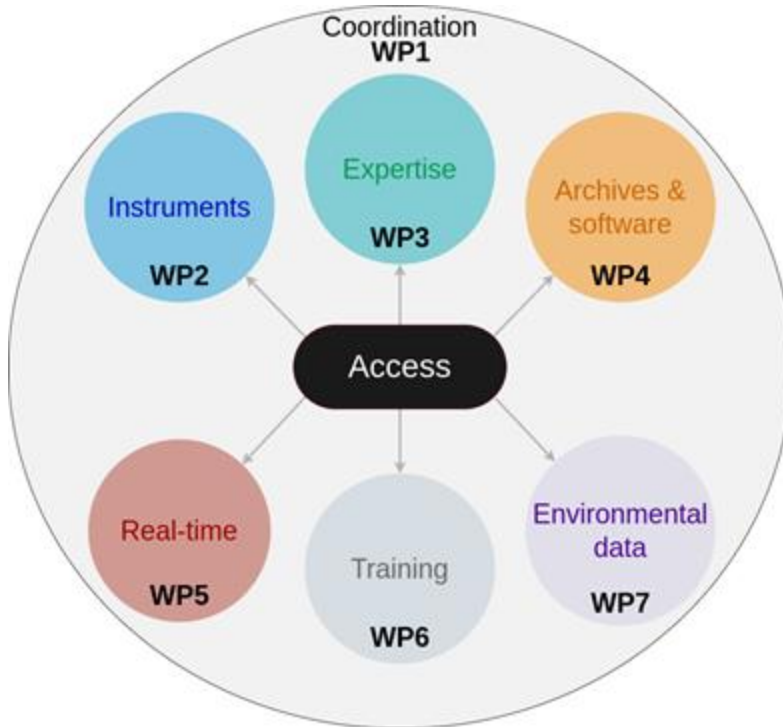 Coordination
WP1
Instruments
WP2
Expertise
WP3
Archives &
software
WP4
Access
Real-time
WP5
Training
WP6
Environmental
data
WP7